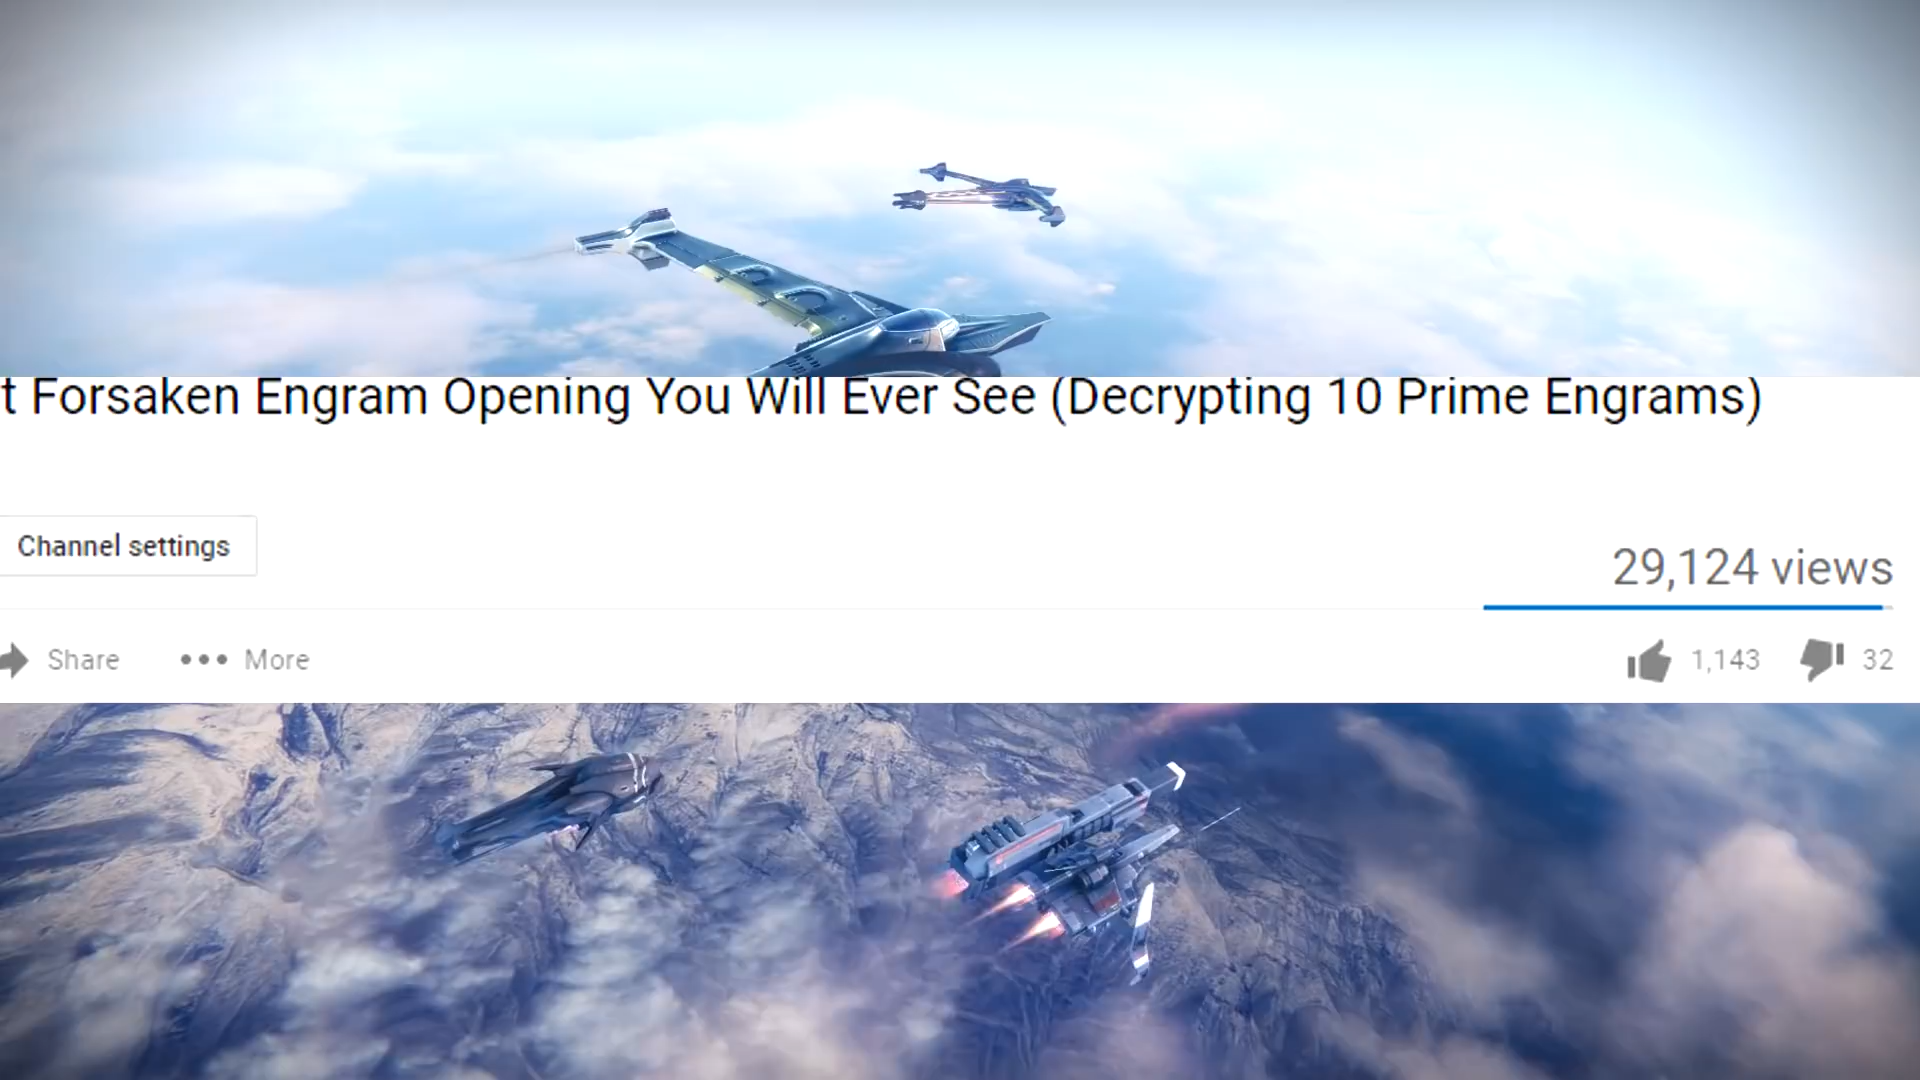 t Forsaken Engram Opening You Will Ever See (Decrypting 10 Prime Engrams)
Channel settings
29,124 views
Share
More
1,143
32